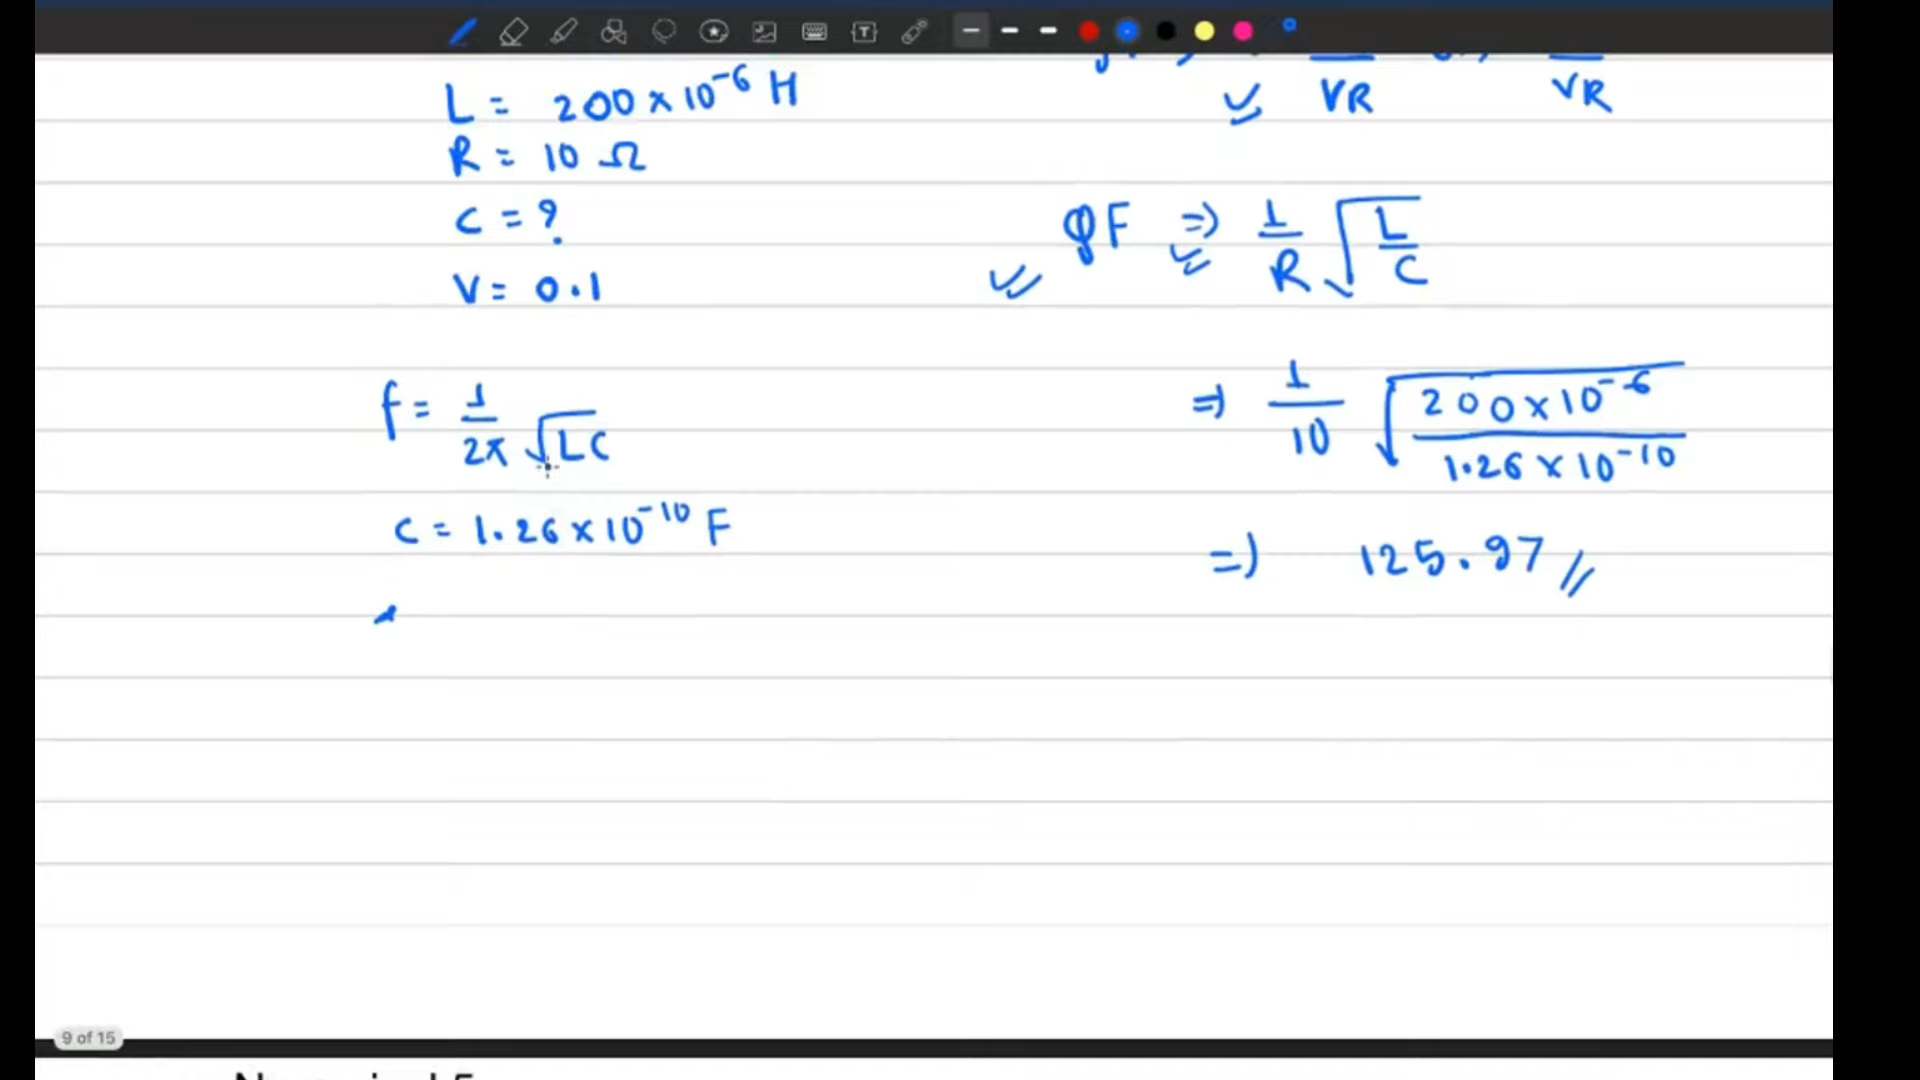 L = 200 × 10⁻⁶ H
R = 10 Ω
C = ?
V = 0.1
f = 1 / 2π √LC
C = 1.26 × 10⁻¹⁰ F
VR VR
QF ⇒ 1/R √(L/C)
⇒ 1/10 √(200 × 10⁻⁶ / 1.26 × 10⁻¹⁰)
⇒ 125.97 //
9 of 15